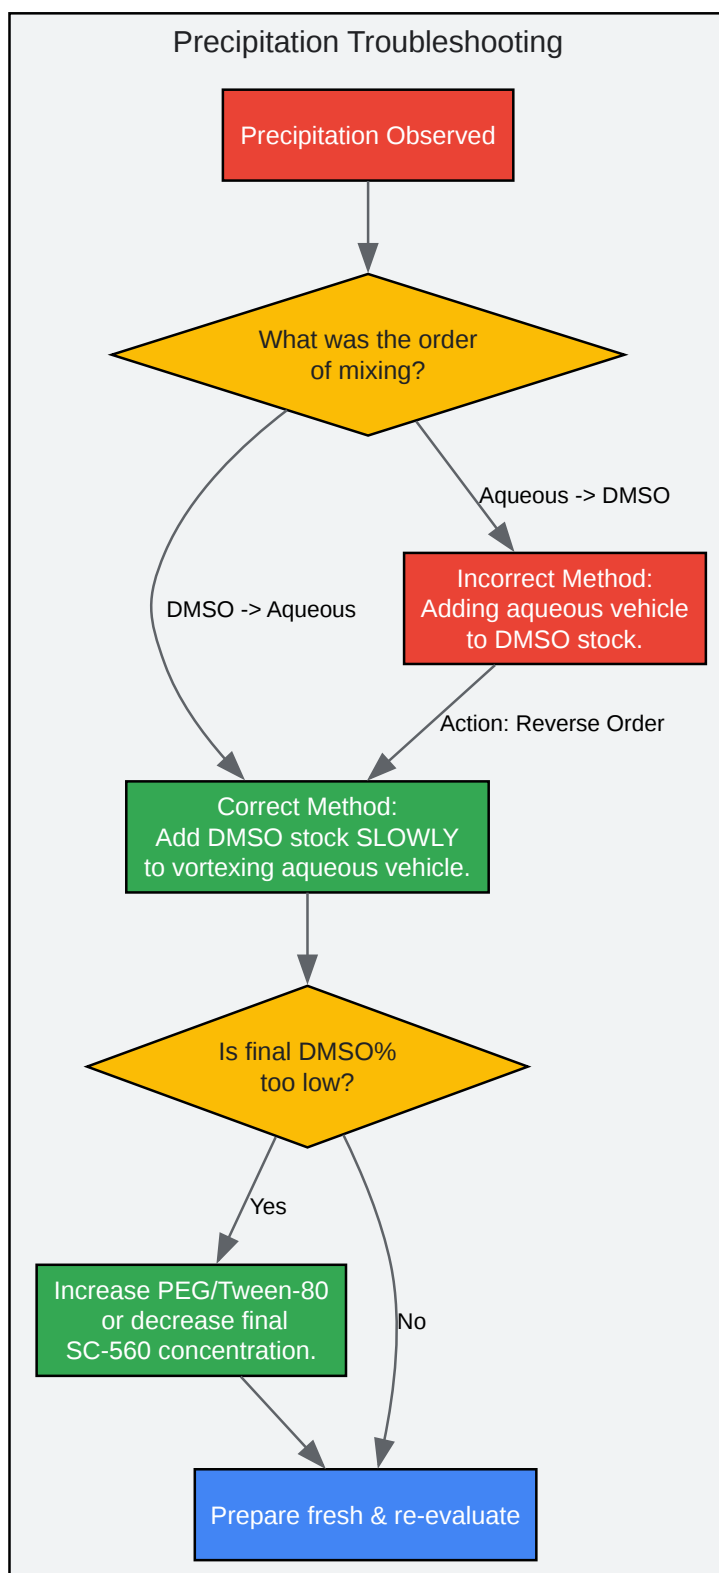 Precipitation Troubleshooting
Precipitation Observed
What was the order
of mixing?
Aqueous -> DMSO
Incorrect Method:
Adding aqueous vehicle
to DMSO stock.
DMSO -> Aqueous
Action: Reverse Order
Correct Method:
Add DMSO stock SLOWLY
to vortexing aqueous vehicle.
Is final DMSO%
too low?
Yes
Increase PEG/Tween-80
or decrease final
SC-560 concentration.
No
Prepare fresh & re-evaluate